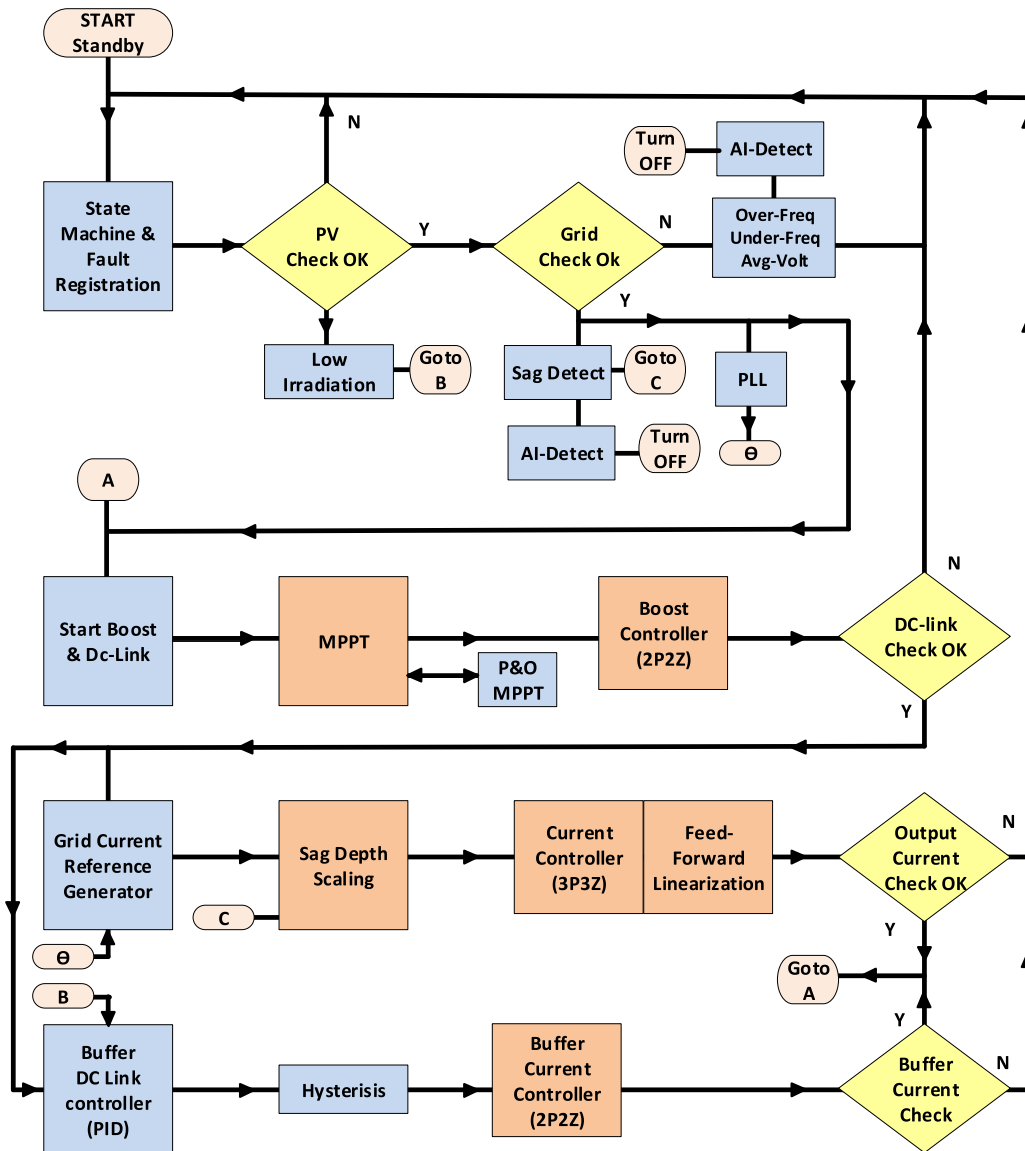 START
Standby
N
Turn
OFF
AI-Detect
State
Machine &
Fault
Registration
PV
Check OK
Y
Grid
Check Ok
N
Over-Freq
Under-Freq
Avg-Volt
Y
Low
Irradiation
Goto
B
Sag Detect
Goto
C
PLL
AI-Detect
Turn
OFF
Θ
A
N
Start Boost
& Dc-Link
MPPT
P&O
MPPT
Boost
Controller
(2P2Z)
DC-link
Check OK
Y
Grid Current
Reference
Generator
Sag Depth
Scaling
Current
Controller
(3P3Z)
Feed-
Forward
Linearization
Output
Current
Check OK
N
C
Y
Θ
Goto
A
B
Y
Buffer
DC Link
controller
(PID)
Hysterisis
Buffer
Current
Controller
(2P2Z)
Buffer
Current
Check
N